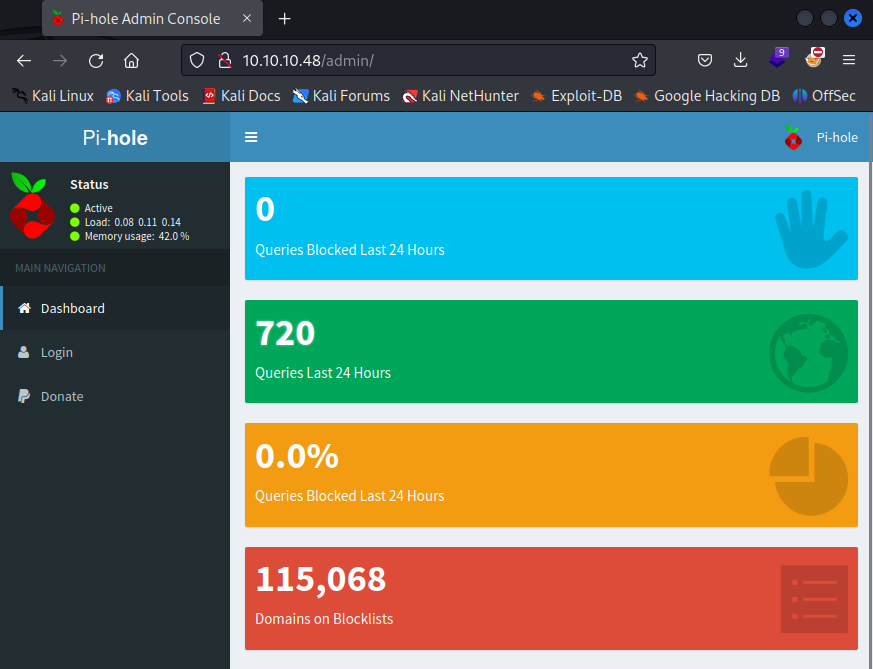 Pi-hole Admin Console
10.10.10.48/admin/
9
Kali Linux Kali Tools Kali Docs Kali Forums Kali NetHunter Exploit-DB Google Hacking DB OffSec
Pi-hole
Pi-hole
Status
Active
Load: 0.08 0.11 0.14
Memory usage: 42.0 %
MAIN NAVIGATION
Dashboard
Login
Donate
0
Queries Blocked Last 24 Hours
720
Queries Last 24 Hours
0.0%
Queries Blocked Last 24 Hours
115,068
Domains on Blocklists